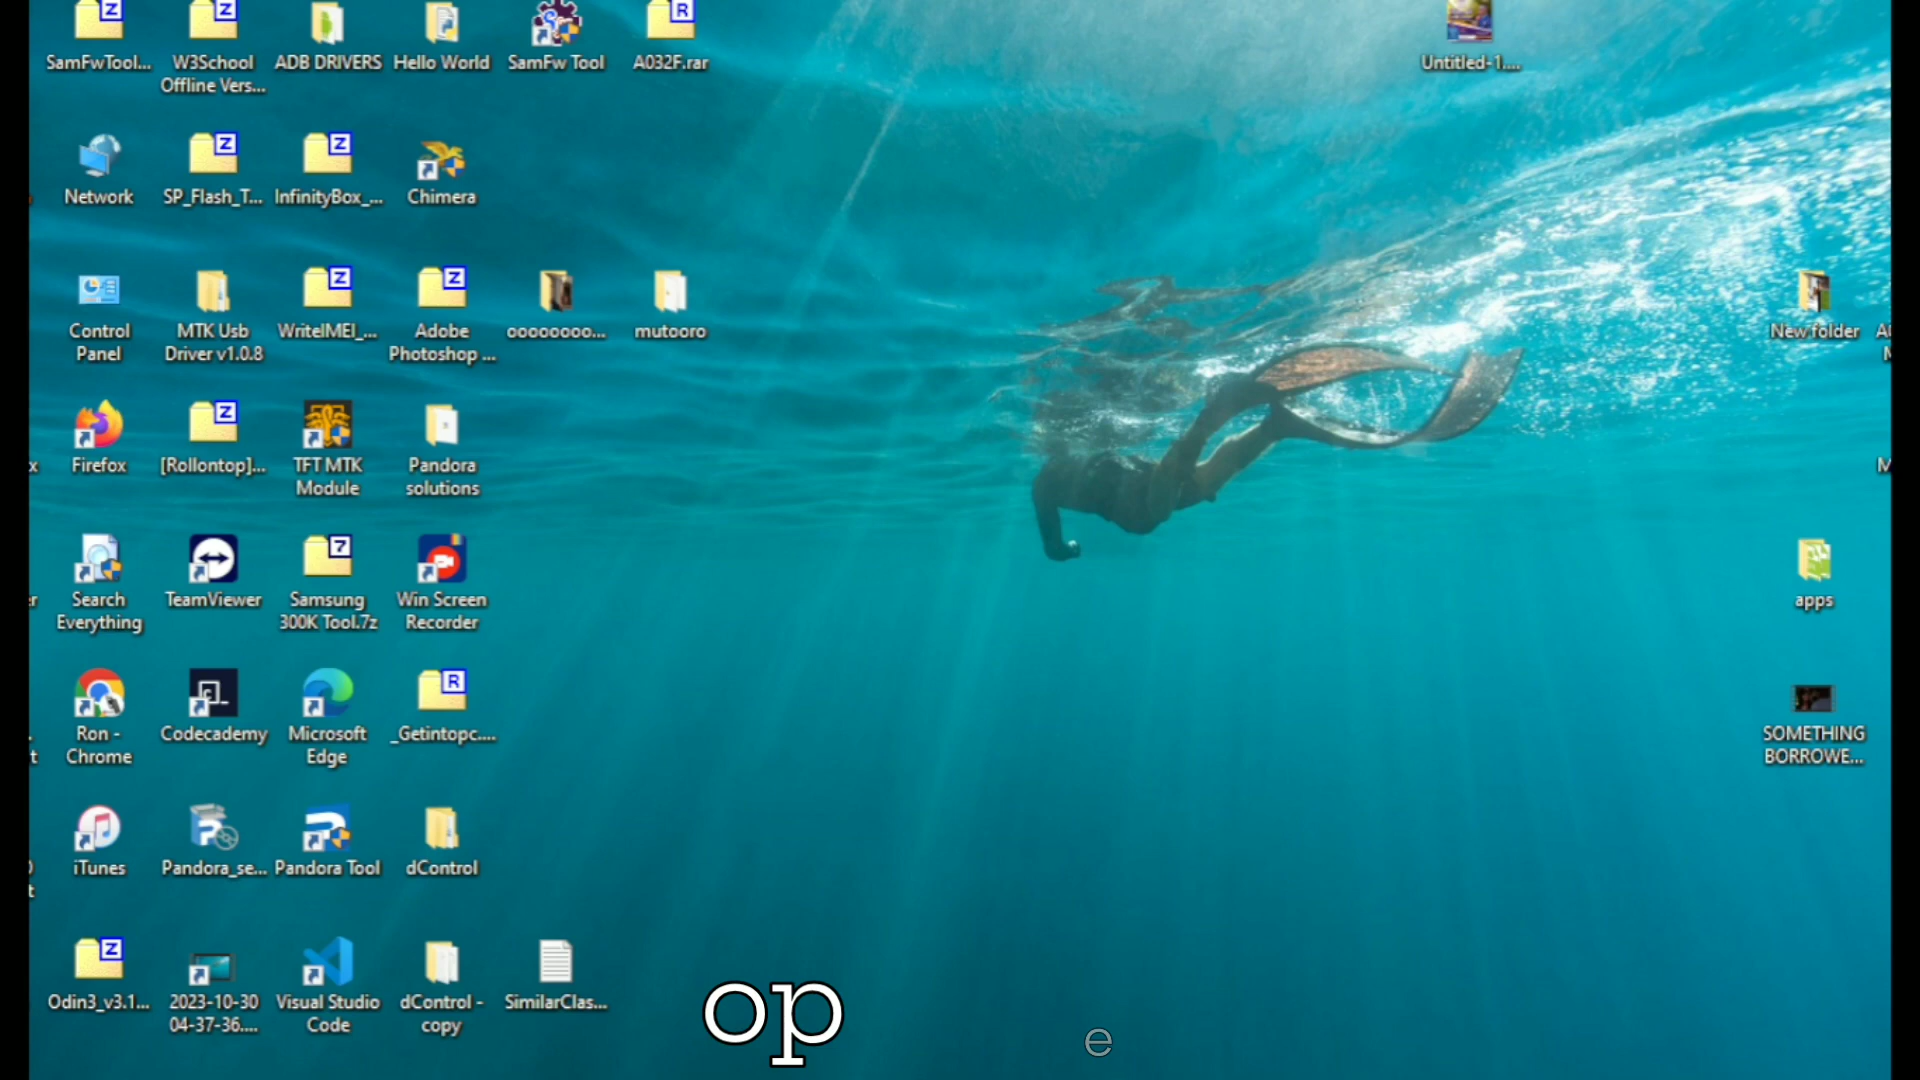 SamFwTool...
W3School
Offline Vers...
ADB DRIVERS
Hello World
SamFw Tool
A032F.rar
Untitled-1....
Network
SP_Flash_T...
InfinityBox_...
Chimera
Control
Panel
MTK Usb
Driver v1.0.8
WriteIMEI_...
Adobe
Photoshop ...
oooooooo...
mutooro
New folder
Firefox
[Rollontop]...
TFT MTK
Module
Pandora
solutions
Search
Everything
TeamViewer
Samsung
300K Tool.7z
Win Screen
Recorder
apps
Ron -
Chrome
Codecademy
Microsoft
Edge
_Getintopc....
SOMETHING
BORROWE...
iTunes
Pandora_se...
Pandora Tool
dControl
Odin3_v3.1...
2023-10-30
04-37-36....
Visual Studio
Code
dControl -
copy
SimilarClas...
op
e